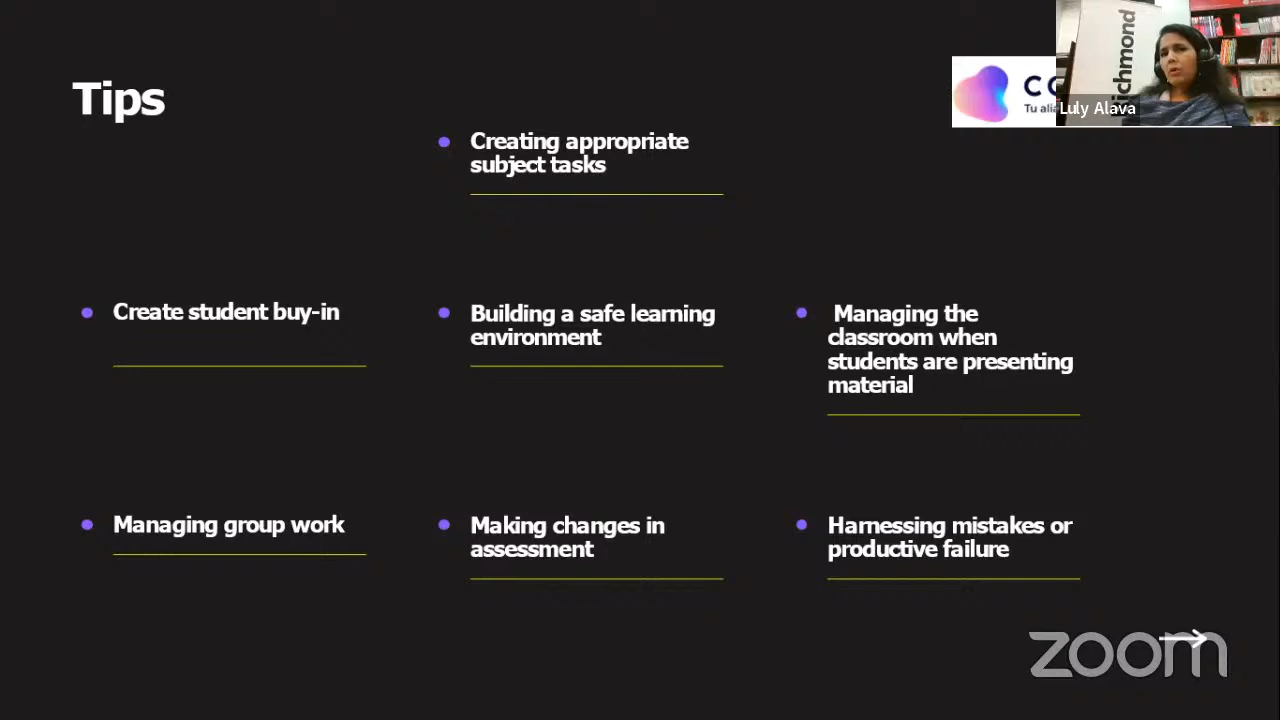 Tips
Creating appropriate
subject tasks
Create student buy-in
Building a safe learning
environment
Managing the
classroom when
students are presenting
material
Managing group work
Making changes in
assessment
Harnessing mistakes or
productive failure
Tu
Luly Alava
zoom